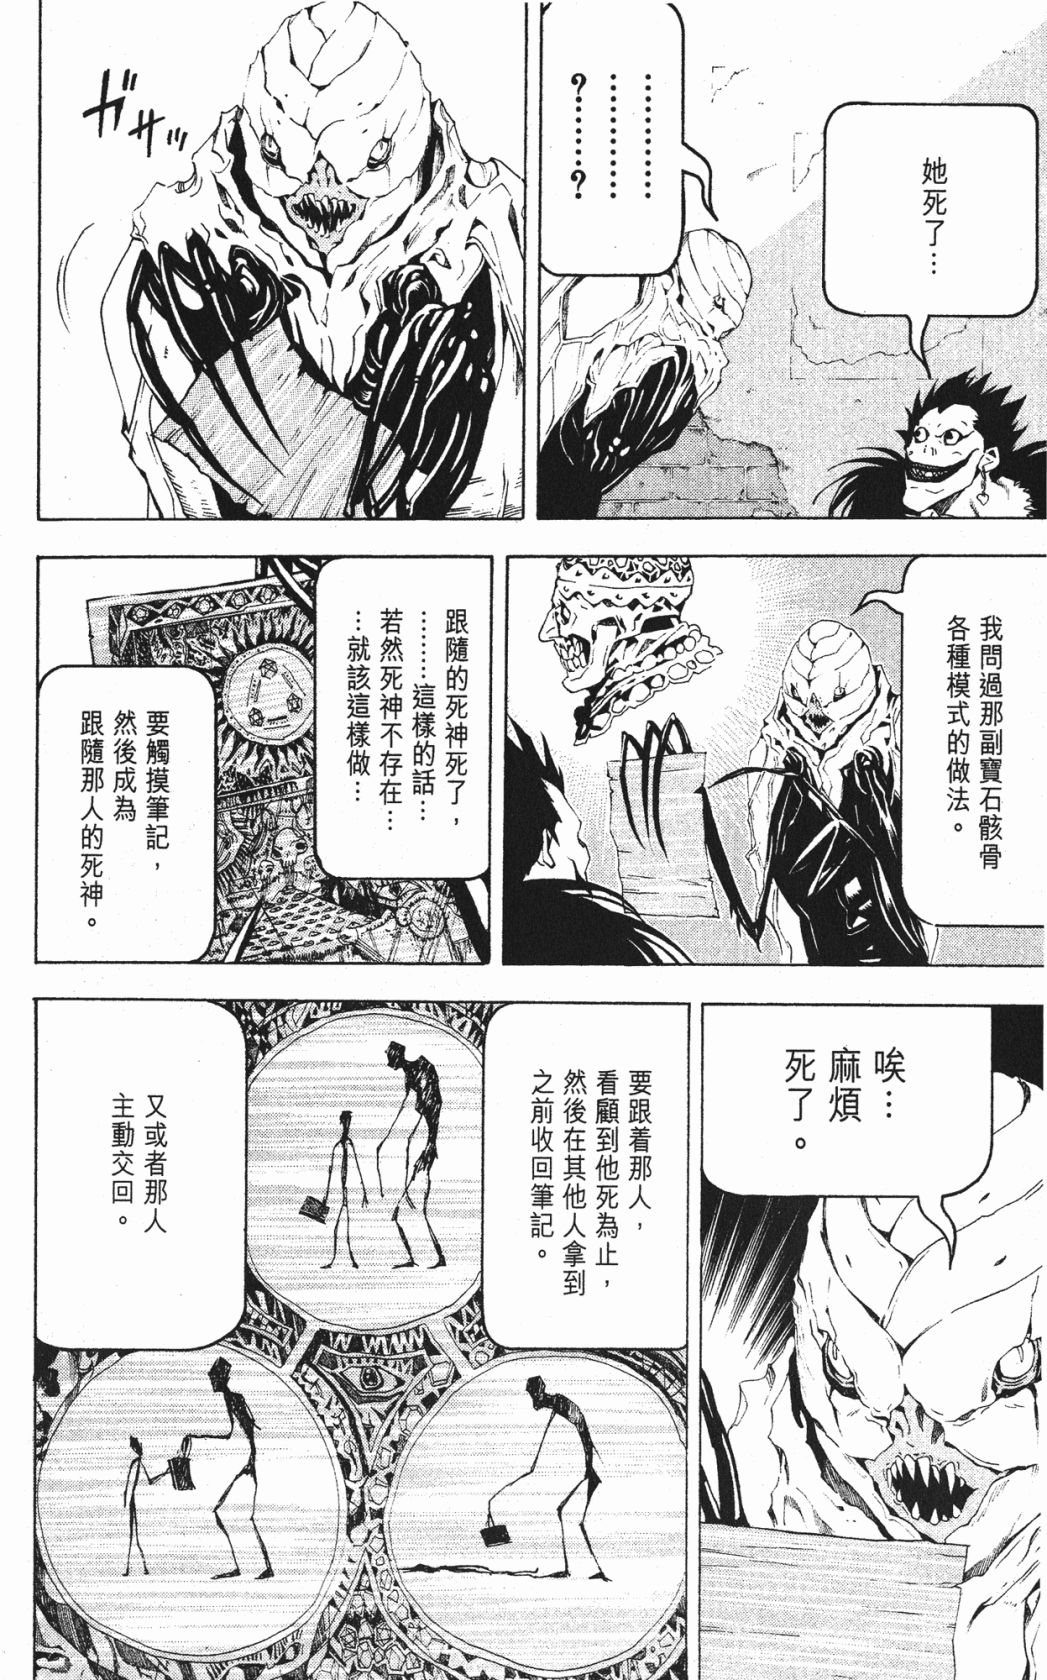 她死了…
………………
………………
？………？
ガサッ
我問過那副寶石骸骨
各種模式的做法。
跟隨的死神死了，
………這樣的話…
若然死神不存在…
…就該這樣做…
要觸摸筆記，
然後成為
跟隨那人的死神。
唉…
麻煩
死了。
要跟着那人，
看顧到他死為止，
然後在其他人拿到
之前收回筆記。
又或者那人
主動交回。